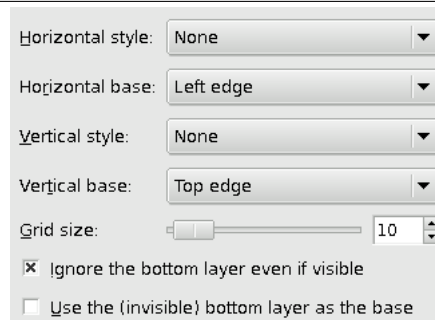 Horizontal style: None
Horizontal base: Left edge
Vertical style: None
Vertical base: Top edge
Grid size: 10
Ignore the bottom layer even if visible
Use the (invisible) bottom layer as the base